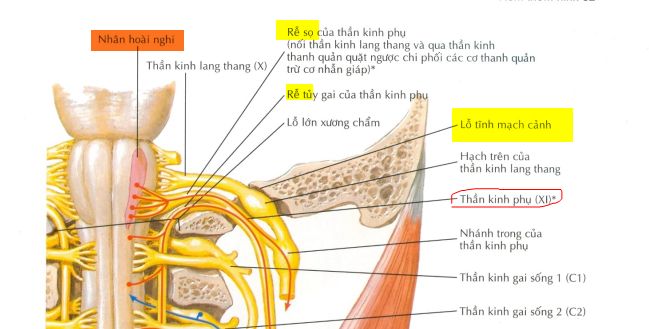 Nhân hoài nghi
Rễ sọ của thần kinh phụ
(nối thần kinh lang thang và qua thần kinh
thanh quản quặt ngược chi phối các cơ thanh quản
trừ cơ nhẫn giáp)*
Thần kinh lang thang (X)
Rễ tủy gai của thần kinh phụ
Lỗ lớn xương chẩm
Lỗ tĩnh mạch cảnh
Hạch trên của
thần kinh lang thang
Thần kinh phụ (XI)*
Nhánh trong của
thần kinh phụ
Thần kinh gai sống 1 (C1)
Thần kinh gai sống 2 (C2)